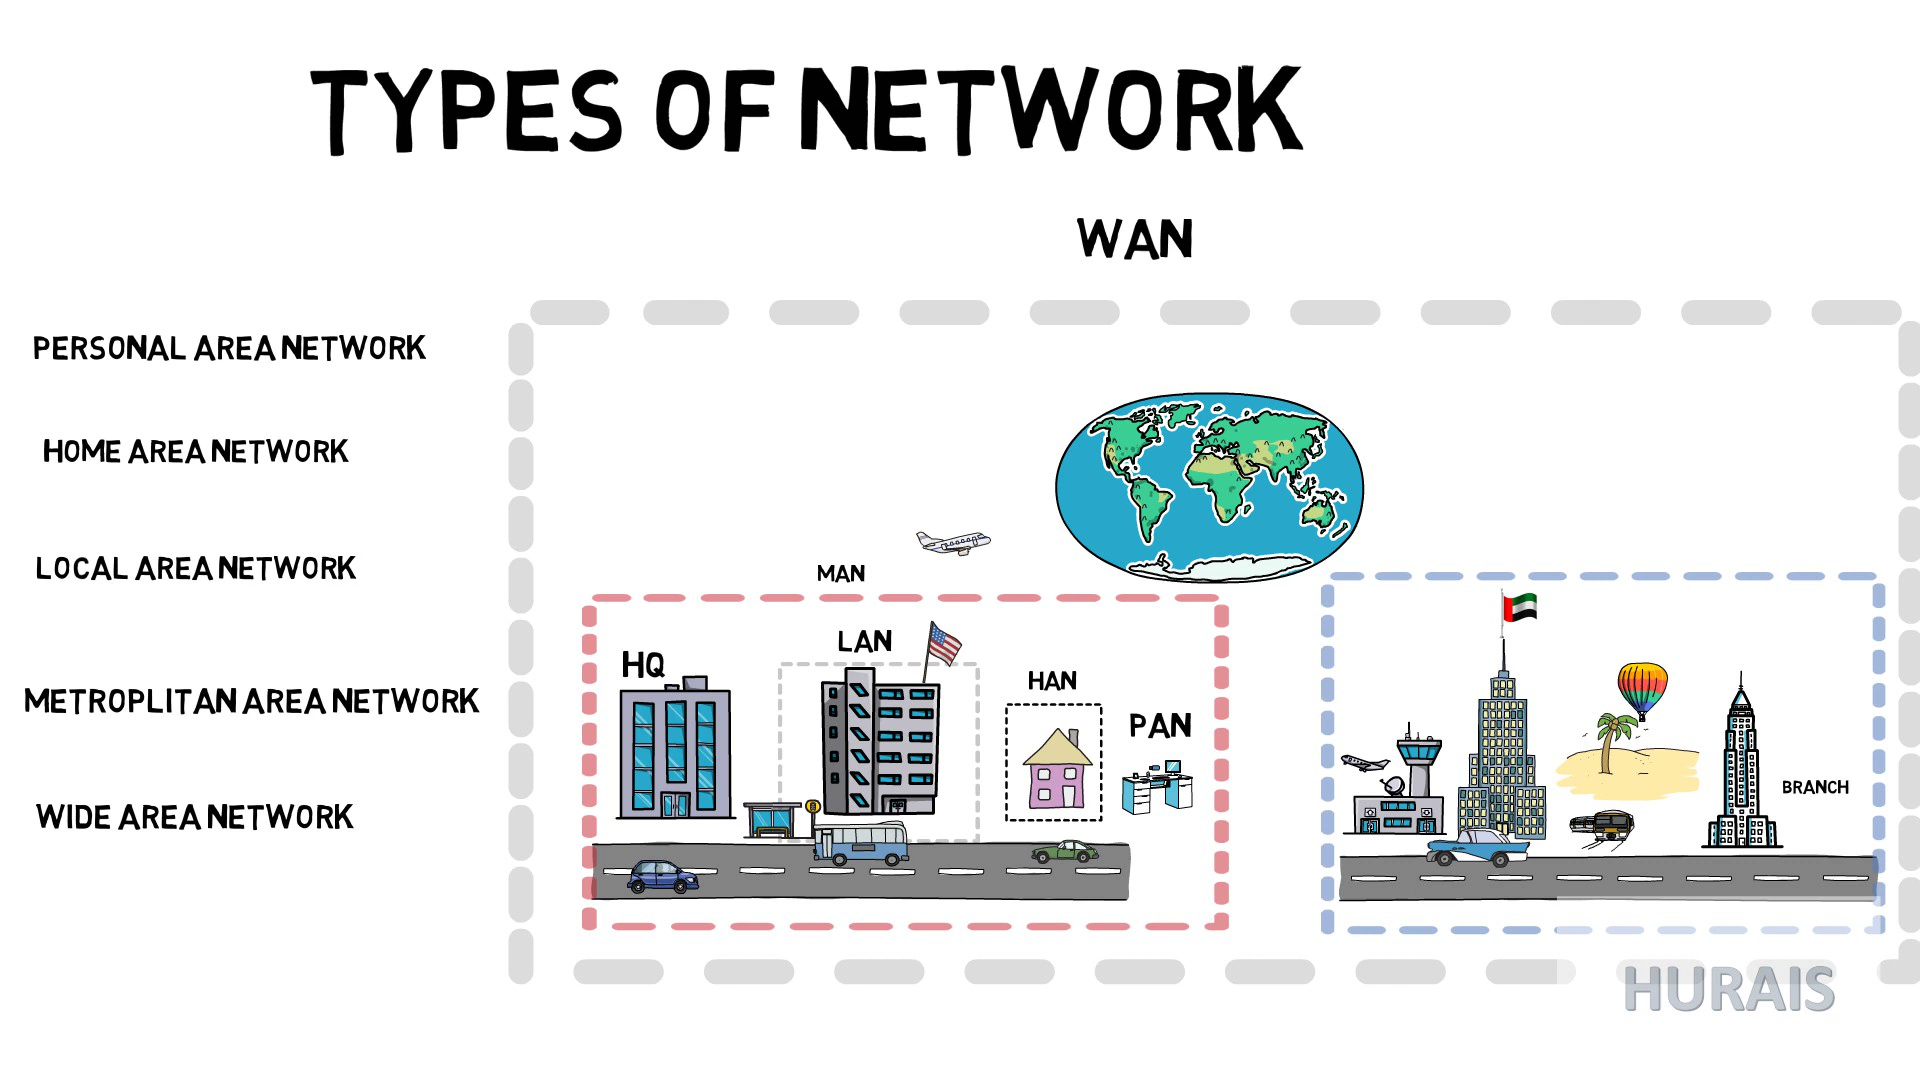 TYPES OF NETWORK
WAN
PERSONAL AREA NETWORK
HOME AREA NETWORK
LOCAL AREA NETWORK
METROPLITAN AREA NETWORK
WIDE AREA NETWORK
MAN
HQ
LAN
HAN
PAN
BRANCH
HURAIS